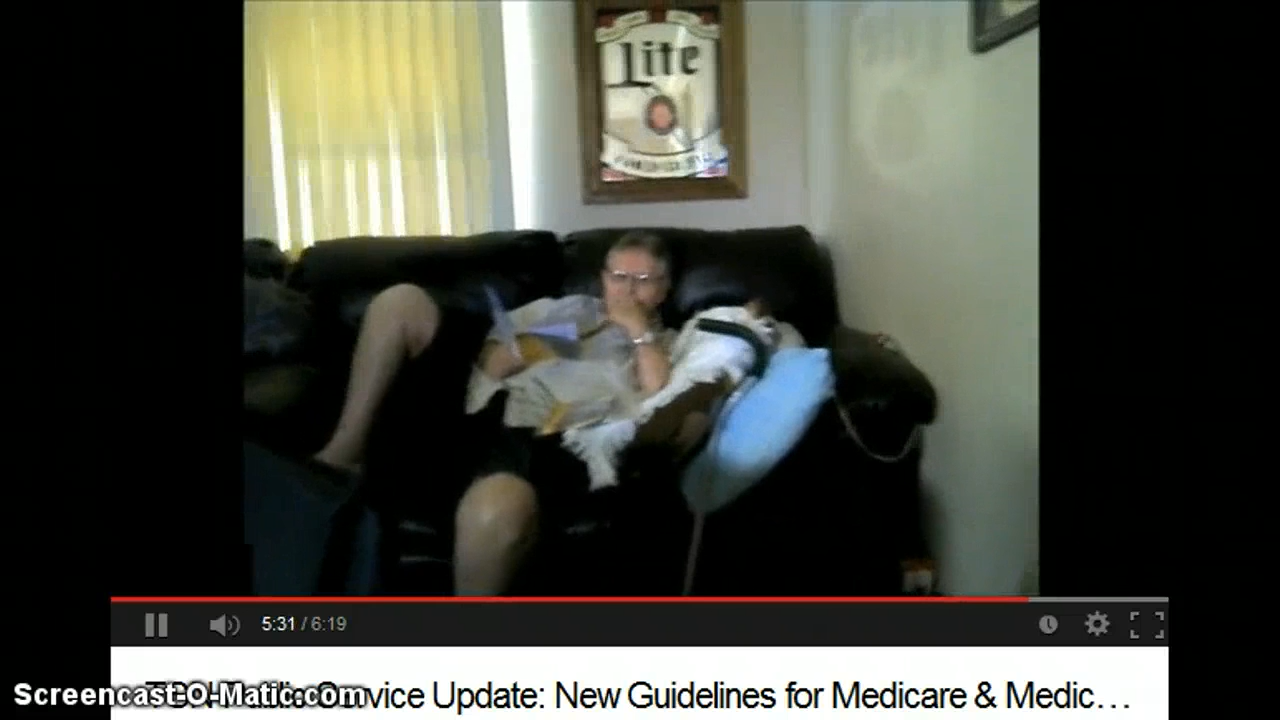 Lite
5:31 / 6:19
Service Update: New Guidelines for Medicare & Medic...
Screencast-O-Matic.com